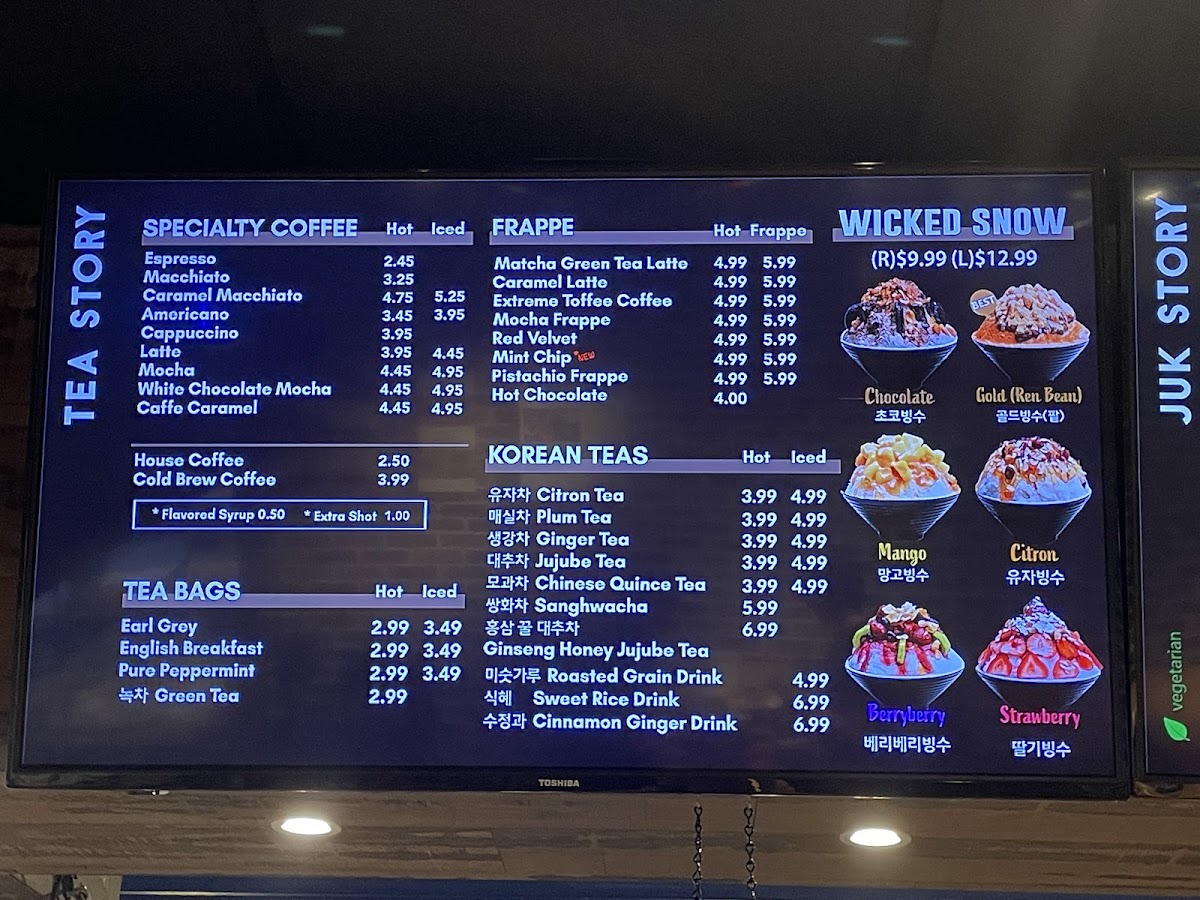 TEA STORY
SPECIALTY COFFEE Hot Iced
Espresso 2.45
Macchiato 3.25
Caramel Macchiato 4.75 5.25
Americano 3.45 3.95
Cappuccino 3.95
Latte 3.95 4.45
Mocha 4.45 4.95
White Chocolate Mocha 4.45 4.95
Caffe Caramel 4.45 4.95
House Coffee 2.50
Cold Brew Coffee 3.99
* Flavored Syrup 0.50 * Extra Shot 1.00
TEA BAGS Hot Iced
Earl Grey 2.99 3.49
English Breakfast 2.99 3.49
Pure Peppermint 2.99 3.49
녹차 Green Tea 2.99
FRAPPE Hot Frappe
Matcha Green Tea Latte 4.99 5.99
Caramel Latte 4.99 5.99
Extreme Toffee Coffee 4.99 5.99
Mocha Frappe 4.99 5.99
Red Velvet 4.99 5.99
Mint Chip *NEW 4.99 5.99
Pistachio Frappe 4.99 5.99
Hot Chocolate 4.00
KOREAN TEAS Hot Iced
유자차 Citron Tea 3.99 4.99
매실차 Plum Tea 3.99 4.99
생강차 Ginger Tea 3.99 4.99
대추차 Jujube Tea 3.99 4.99
모과차 Chinese Quince Tea 3.99 4.99
쌍화차 Sanghwacha 5.99
홍삼 꿀 대추차 6.99
Ginseng Honey Jujube Tea
미숫가루 Roasted Grain Drink 4.99
식혜 Sweet Rice Drink 6.99
수정과 Cinnamon Ginger Drink 6.99
WICKED SNOW
(R)$9.99 (L)$12.99
BEST
Chocolate
초코빙수
Gold (Ren Bean)
골드빙수(팥)
Mango
망고빙수
Citron
유자빙수
Berryberry
베리베리빙수
Strawberry
딸기빙수
TOSHIBA
JUK STORY
vegetarian